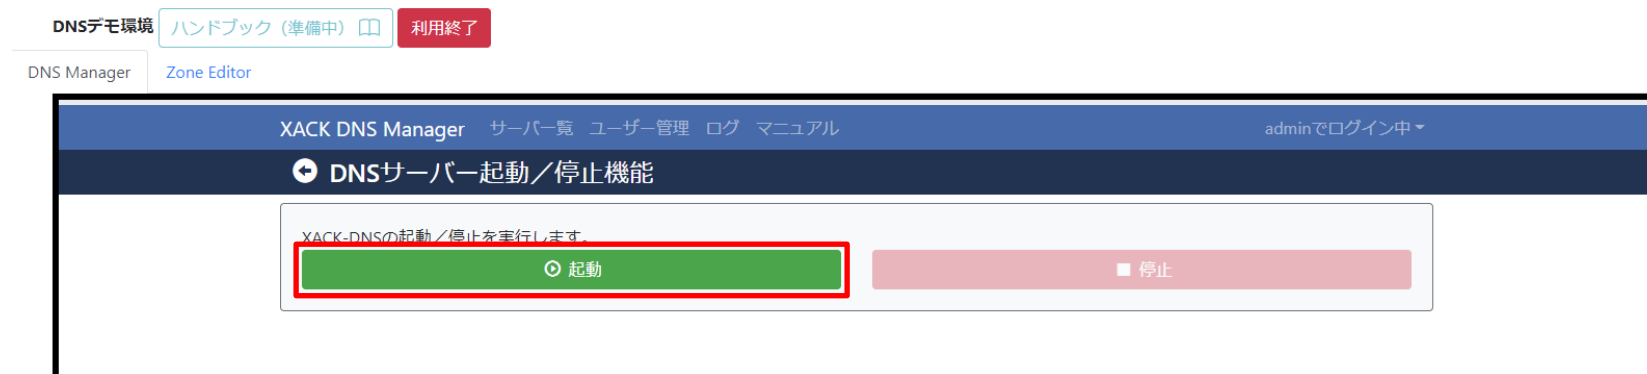 DNSデモ環境 ハンドブック（準備中） 利用終了
DNS Manager Zone Editor
XACK DNS Manager サーバ一覧 ユーザー管理 ログ マニュアル adminでログイン中
DNSサーバー起動／停止機能
XACK-DNSの起動／停止を実行します。
起動 停止